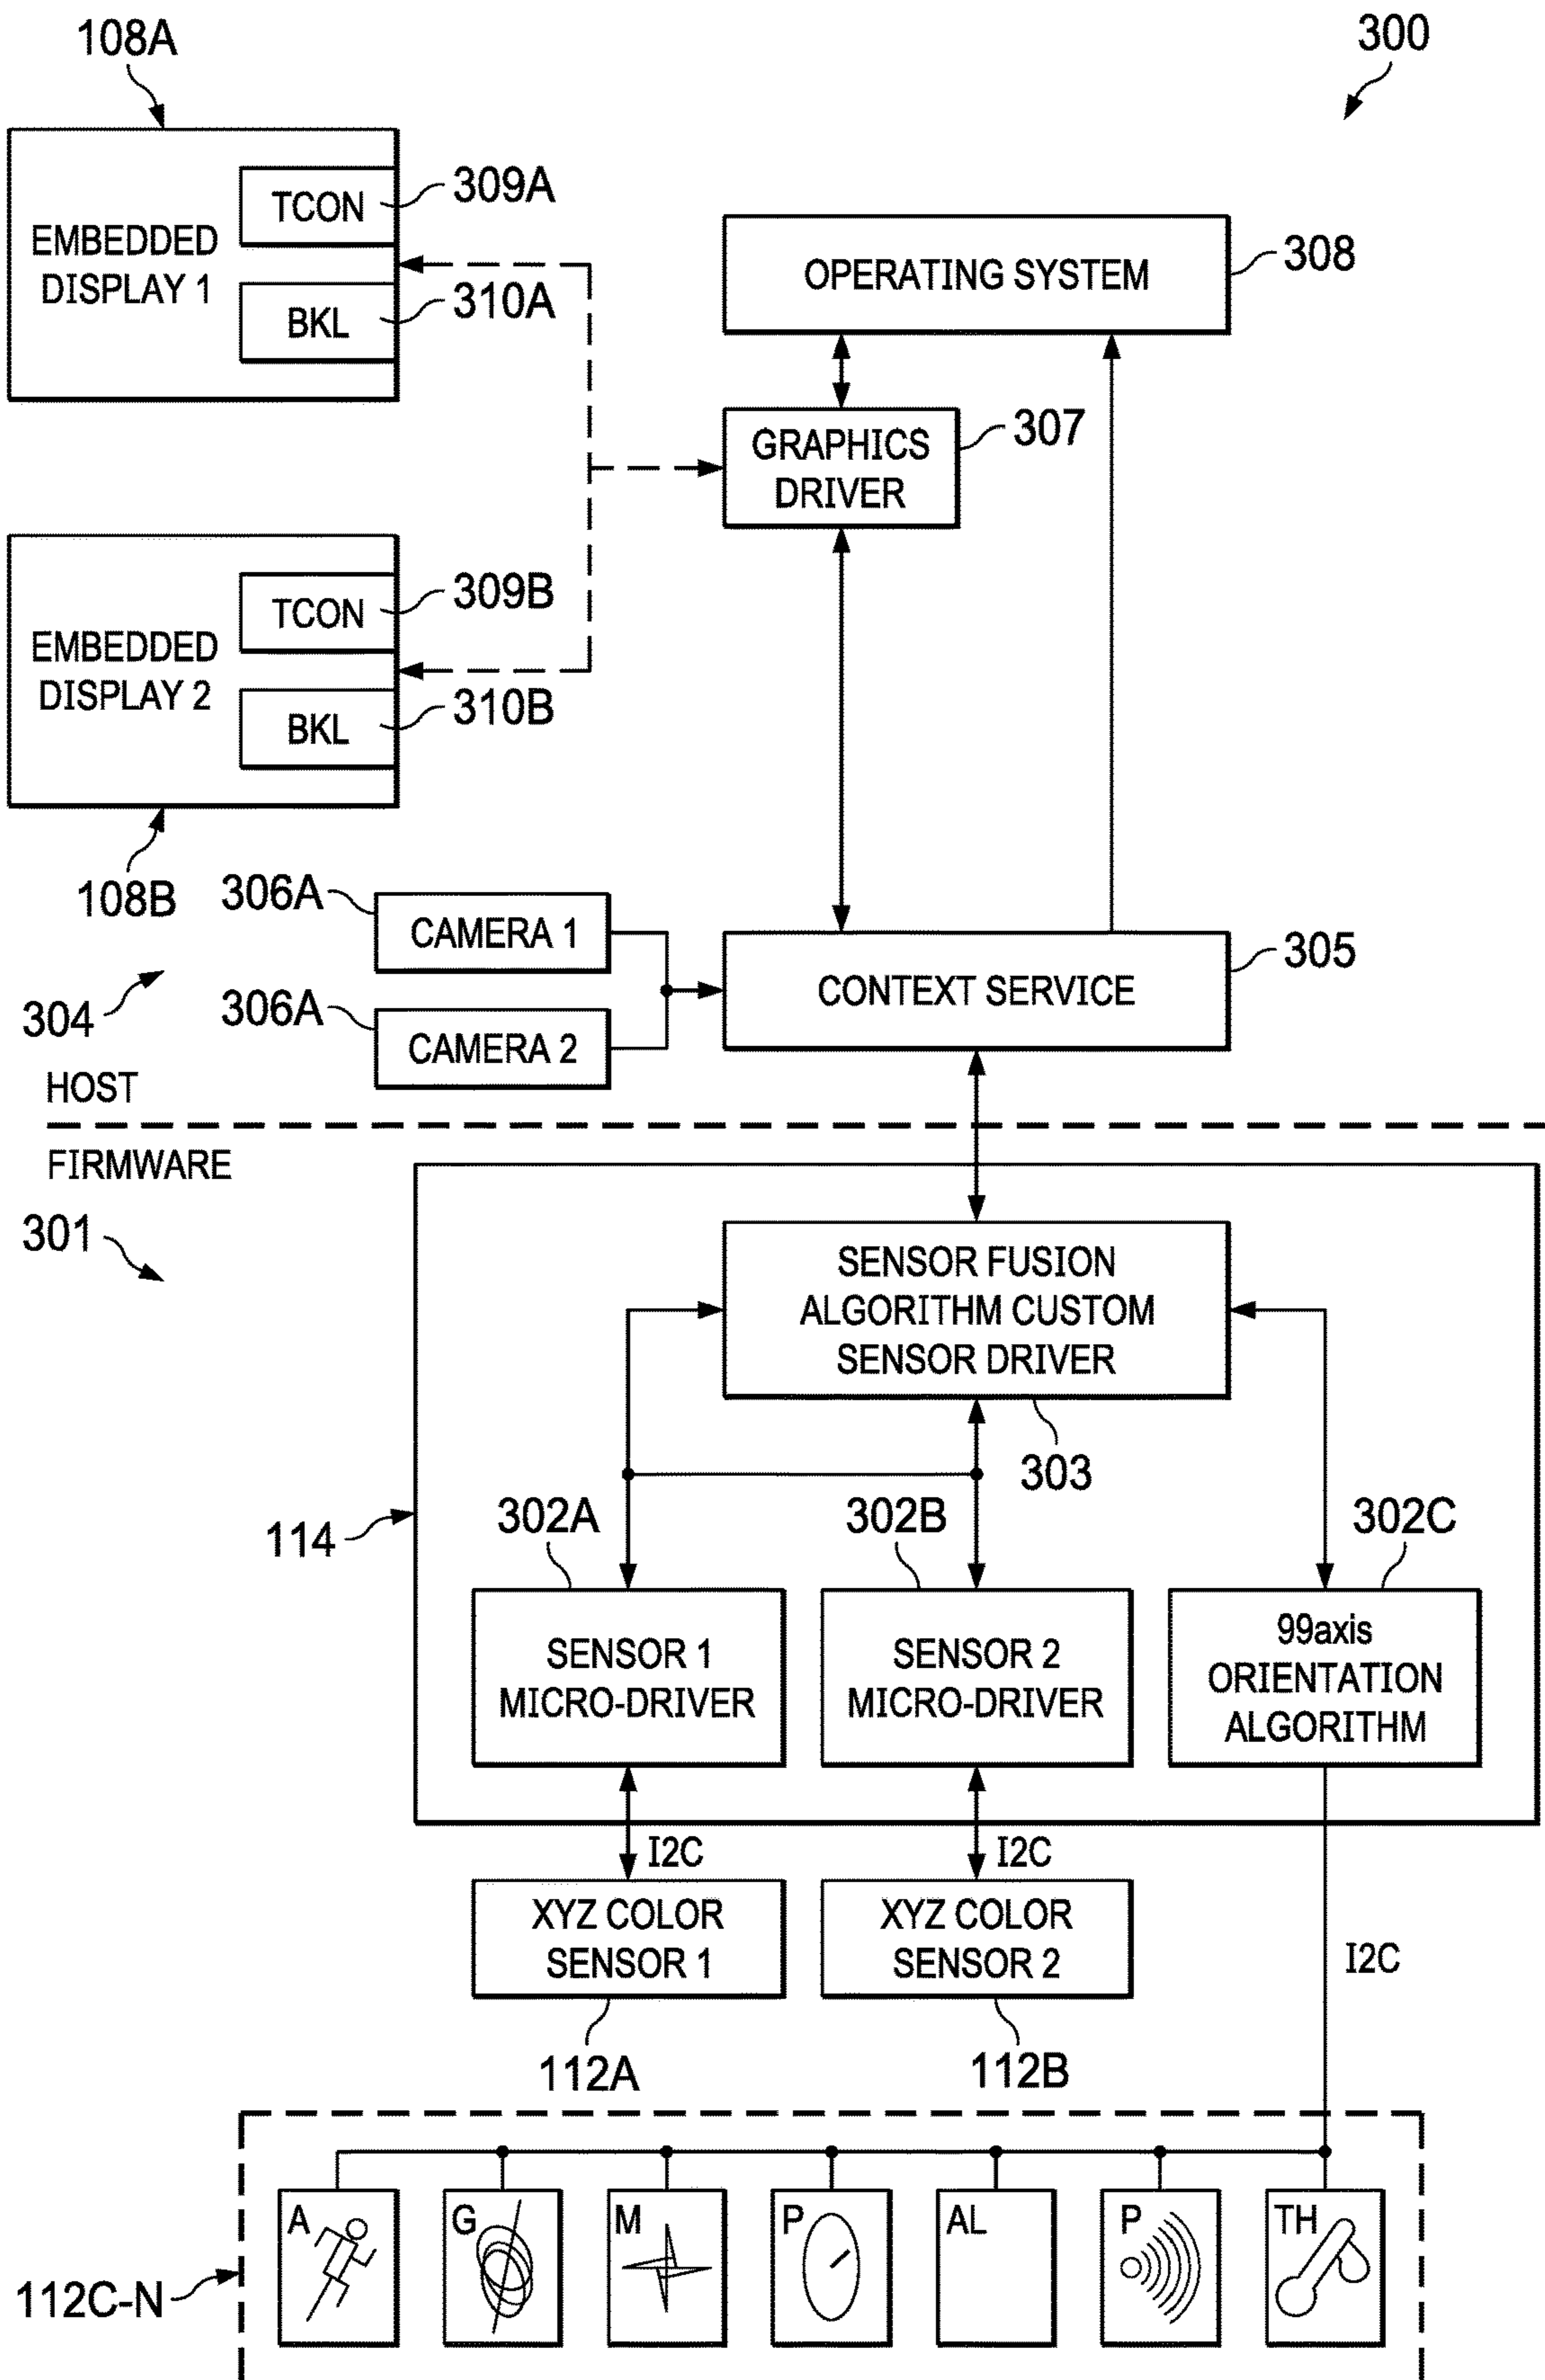 108A
300
TCON
309A
EMBEDDED
DISPLAY 1
BKL
310A
OPERATING SYSTEM
308
GRAPHICS
DRIVER
307
TCON
309B
EMBEDDED
DISPLAY 2
BKL
310B
108B
306A
CAMERA 1
306A
CAMERA 2
CONTEXT SERVICE
305
304
HOST
FIRMWARE
301
SENSOR FUSION
ALGORITHM CUSTOM
SENSOR DRIVER
303
114
302A
302B
302C
SENSOR 1
MICRO-DRIVER
SENSOR 2
MICRO-DRIVER
99axis
ORIENTATION
ALGORITHM
I2C
I2C
I2C
XYZ COLOR
SENSOR 1
XYZ COLOR
SENSOR 2
112A
112B
A
G
M
P
AL
P
TH
112C-N